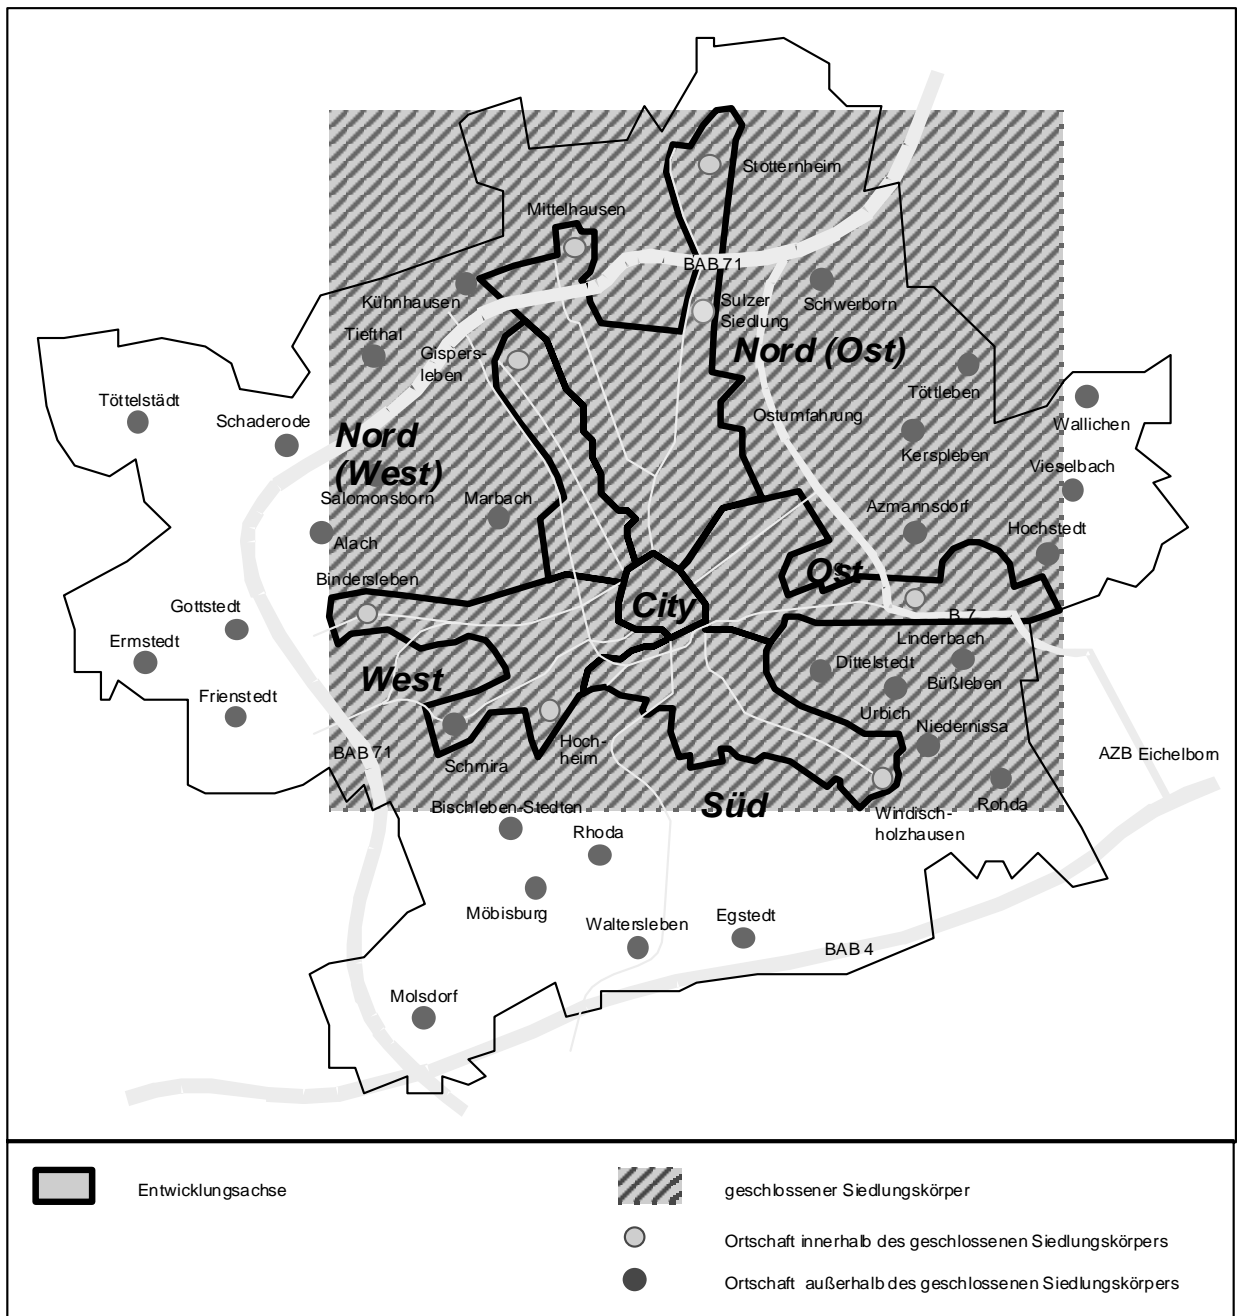 Stotternheim
Mittelhausen
BAB 71
Kühnhausen
Sulzer
Siedlung
Schwerborn
Tiefthal
Gispers-
leben
Nord (Ost)
Töttleben
Töttelstädt
Schaderode
Ostumfahrung
Wallichen
Nord
(West)
Kerspleben
Vieselbach
Salomonsborn
Marbach
Azmannsdorf
Hochstedt
Alach
Bindersleben
Ost
Gottstedt
City
B 7
Ermstedt
Linderbach
Dittelstedt
West
Büßleben
Frienstedt
Urbich
Niedernissa
BAB 71
Hoch-
heim
Schmira
AZB Eichelborn
Bischleben-Stedten
Süd
Rohda
Windisch-
holzhausen
Rhoda
Möbisburg
Waltersleben
Egstedt
BAB 4
Molsdorf
Entwicklungsachse
geschlossener Siedlungskörper
Ortschaft innerhalb des geschlossenen Siedlungskörpers
Ortschaft außerhalb des geschlossenen Siedlungskörpers